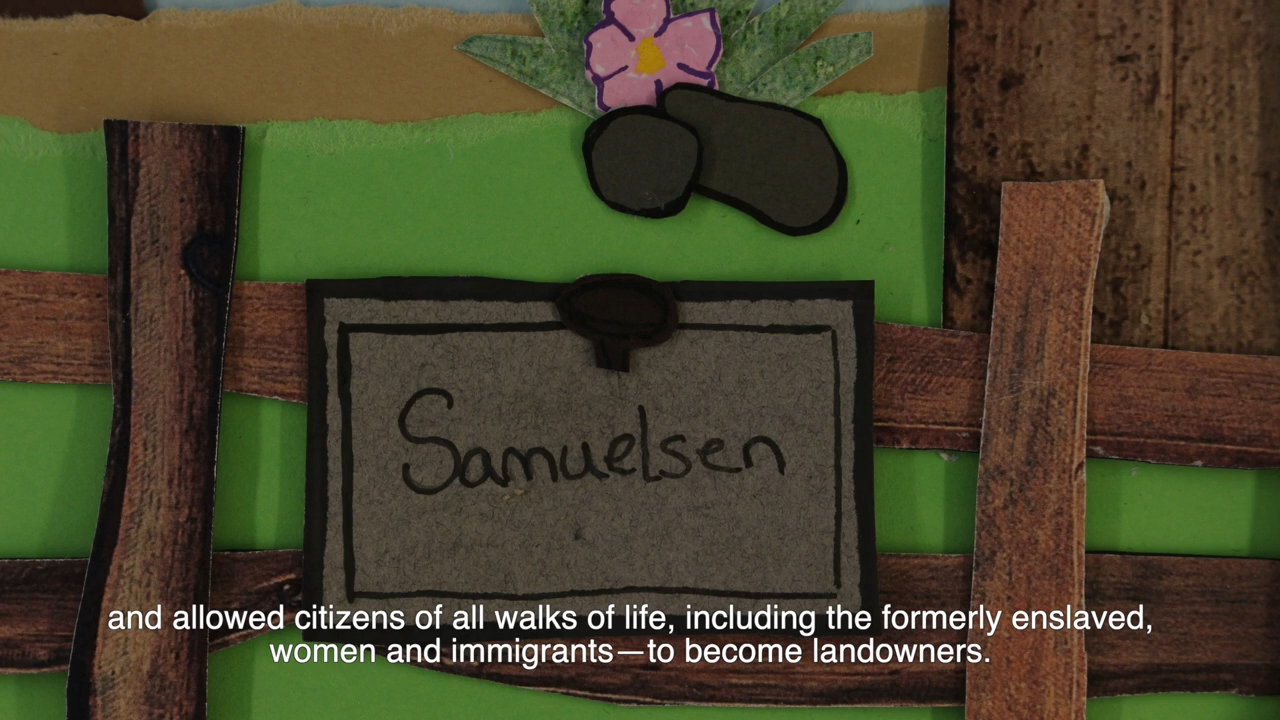 Samuelsen
and allowed citizens of all walks of life, including the formerly enslaved,
women and immigrants—to become landowners.